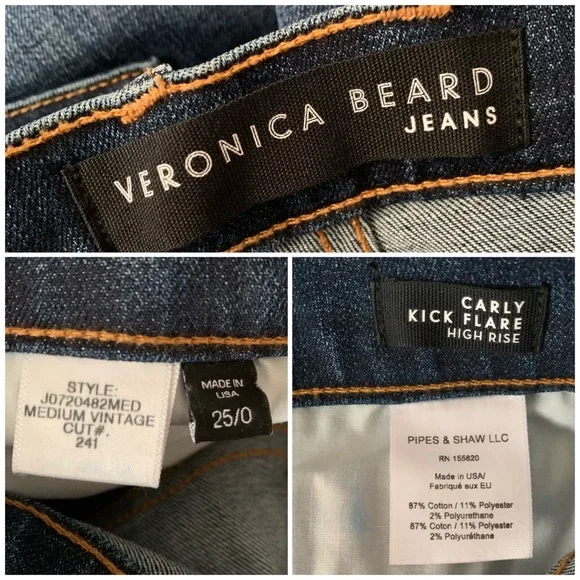 VERONICA BEARD
JEANS
STYLE:
J0720482MED
MEDIUM VINTAGE
CUT#.
241
MADE IN
USA
25/0
CARLY
KICK FLARE
HIGH RISE
PIPES & SHAW LLC
RN 155820
Made in USA/
Fabriqué aux EU
87% Cotton / 11% Polyester
2% Polyurethane
87% Cotton / 11% Polyester
2% Polyuréthane